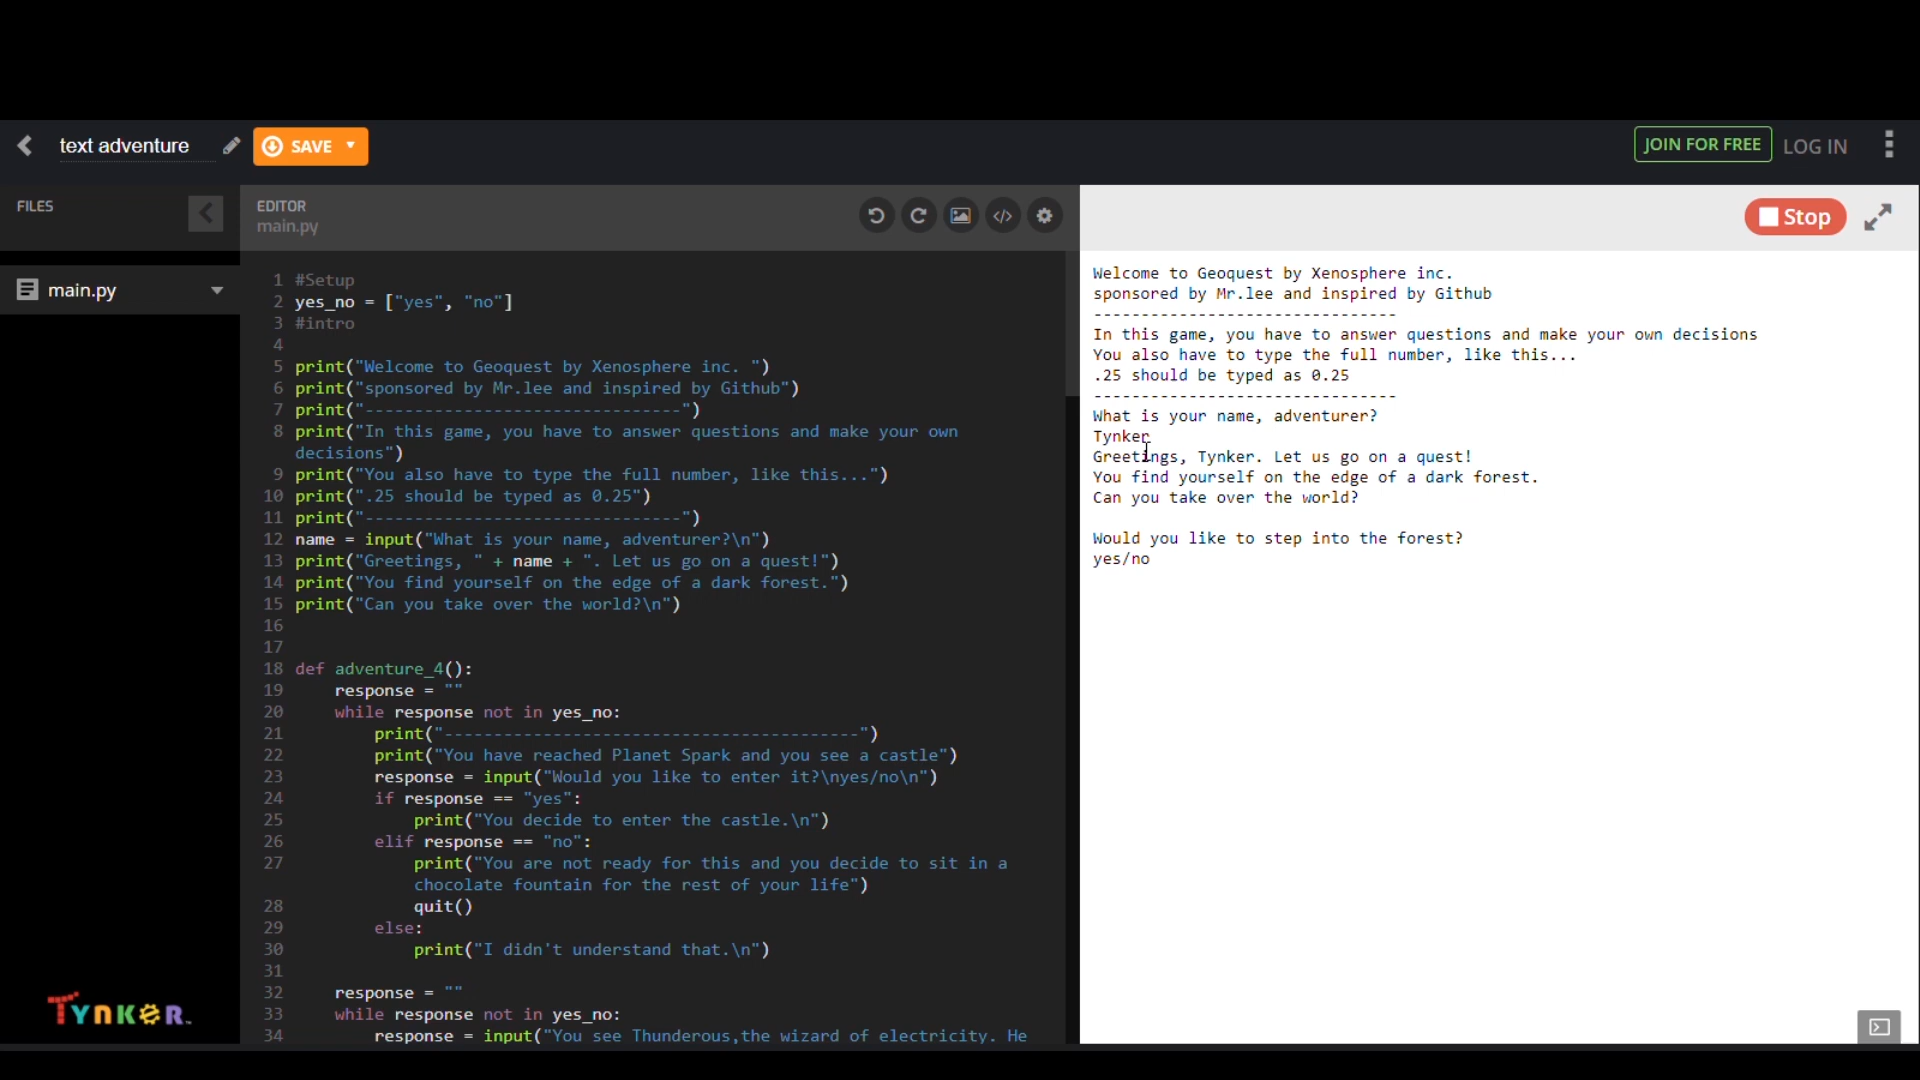 text adventure
SAVE
JOIN FOR FREE
LOG IN
FILES
EDITOR
main.py
Stop
main.py
1 #Setup
2 yes_no = ["yes", "no"]
3 #intro
4
5 print("Welcome to Geoquest by Xenosphere inc. ")
6 print("sponsored by Mr.lee and inspired by Github")
7 print("--------------------------------")
8 print("In this game, you have to answer questions and make your own
decisions")
9 print("You also have to type the full number, like this...")
10 print(".25 should be typed as 0.25")
11 print("--------------------------------")
12 name = input("What is your name, adventurer?\n")
13 print("Greetings, " + name + ". Let us go on a quest!")
14 print("You find yourself on the edge of a dark forest.")
15 print("Can you take over the world?\n")
16
17
18 def adventure_4():
19 response = ""
20 while response not in yes_no:
21 print("------------------------------------------")
22 print("You have reached Planet Spark and you see a castle")
23 response = input("Would you like to enter it?\nyes/no\n")
24 if response == "yes":
25 print("You decide to enter the castle.\n")
26 elif response == "no":
27 print("You are not ready for this and you decide to sit in a
chocolate fountain for the rest of your life")
28 quit()
29 else:
30 print("I didn't understand that.\n")
31
32 response = ""
33 while response not in yes_no:
34 response = input("You see Thunderous,the wizard of electricity. He
Welcome to Geoquest by Xenosphere inc.
sponsored by Mr.lee and inspired by Github
--------------------------------
In this game, you have to answer questions and make your own decisions
You also have to type the full number, like this...
.25 should be typed as 0.25
--------------------------------
What is your name, adventurer?
Tynker
Greetings, Tynker. Let us go on a quest!
You find yourself on the edge of a dark forest.
Can you take over the world?
Would you like to step into the forest?
yes/no
TYNKER